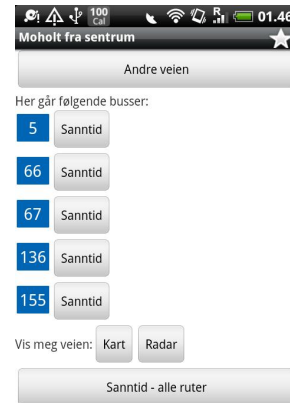 100
Cal
01.46
Moholt fra sentrum
Andre veien
Her går følgende busser:
5 Sanntid
66 Sanntid
67 Sanntid
136 Sanntid
155 Sanntid
Vis meg veien: Kart Radar
Sanntid - alle ruter